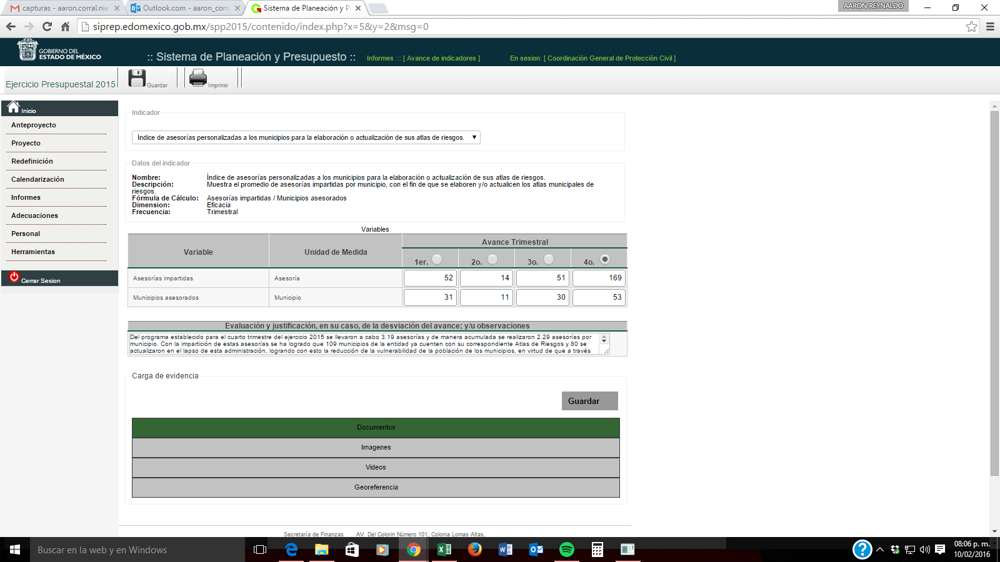 capturas - aaron.corral.nie
Outlook.com - aaron_corra
Sistema de Planeación y P
AARON REYNALDO
siprep.edomexico.gob.mx/spp2015/contenido/index.php?x=5&y=2&msg=0
GOBIERNO DEL
ESTADO DE MÉXICO
:: Sistema de Planeación y Presupuesto ::
Informes ::: [ Avance de indicadores ]
En sesion: [ Coordinación General de Protección Civil ]
Ejercicio Presupuestal 2015
Guardar
Imprimir
Inicio
Anteproyecto
Proyecto
Redefinición
Calendarización
Informes
Adecuaciones
Personal
Herramientas
Cerrar Sesion
Indicador
Índice de asesorías personalizadas a los municipios para la elaboración o actualización de sus atlas de riesgos.
Datos del indicador
Nombre: Índice de asesorías personalizadas a los municipios para la elaboración o actualización de sus atlas de riesgos.
Descripción: Muestra el promedio de asesorías impartidas por municipio, con el fin de que se elaboren y/o actualicen los atlas municipales de
riesgos.
Fórmula de Cálculo: Asesorías impartidas / Municipios asesorados
Dimension: Eficacia
Frecuencia: Trimestral
Variables
Variable Unidad de Medida Avance Trimestral
1er. 2o. 3o. 4o.
Asesorías impartidas Asesoría 52 14 51 169
Municipios asesorados Municipio 31 11 30 53
Evaluación y justificación, en su caso, de la desviación del avance; y/u observaciones
Del programa establecido para el cuarto trimestre del ejercicio 2015 se llevaron a cabo 3.19 asesorías y de manera acumulada se realizaron 2.29 asesorías por
municipio. Con la impartición de estas asesorías se ha logrado que 109 municipios de la entidad ya cuenten con su correspondiente Atlas de Riesgos y 80 se
actualizaron en el lapso de esta administración, logrando con esto la reducción de la vulnerabilidad de la población de los municipios, en virtud de que a través
Carga de evidencia
Guardar
Documentos
Imagenes
Videos
Georeferencia
Secretaría de Finanzas AV. Del Colorin Número 101, Colonia Lomas Altas,
Buscar en la web y en Windows
08:06 p. m.
10/02/2016